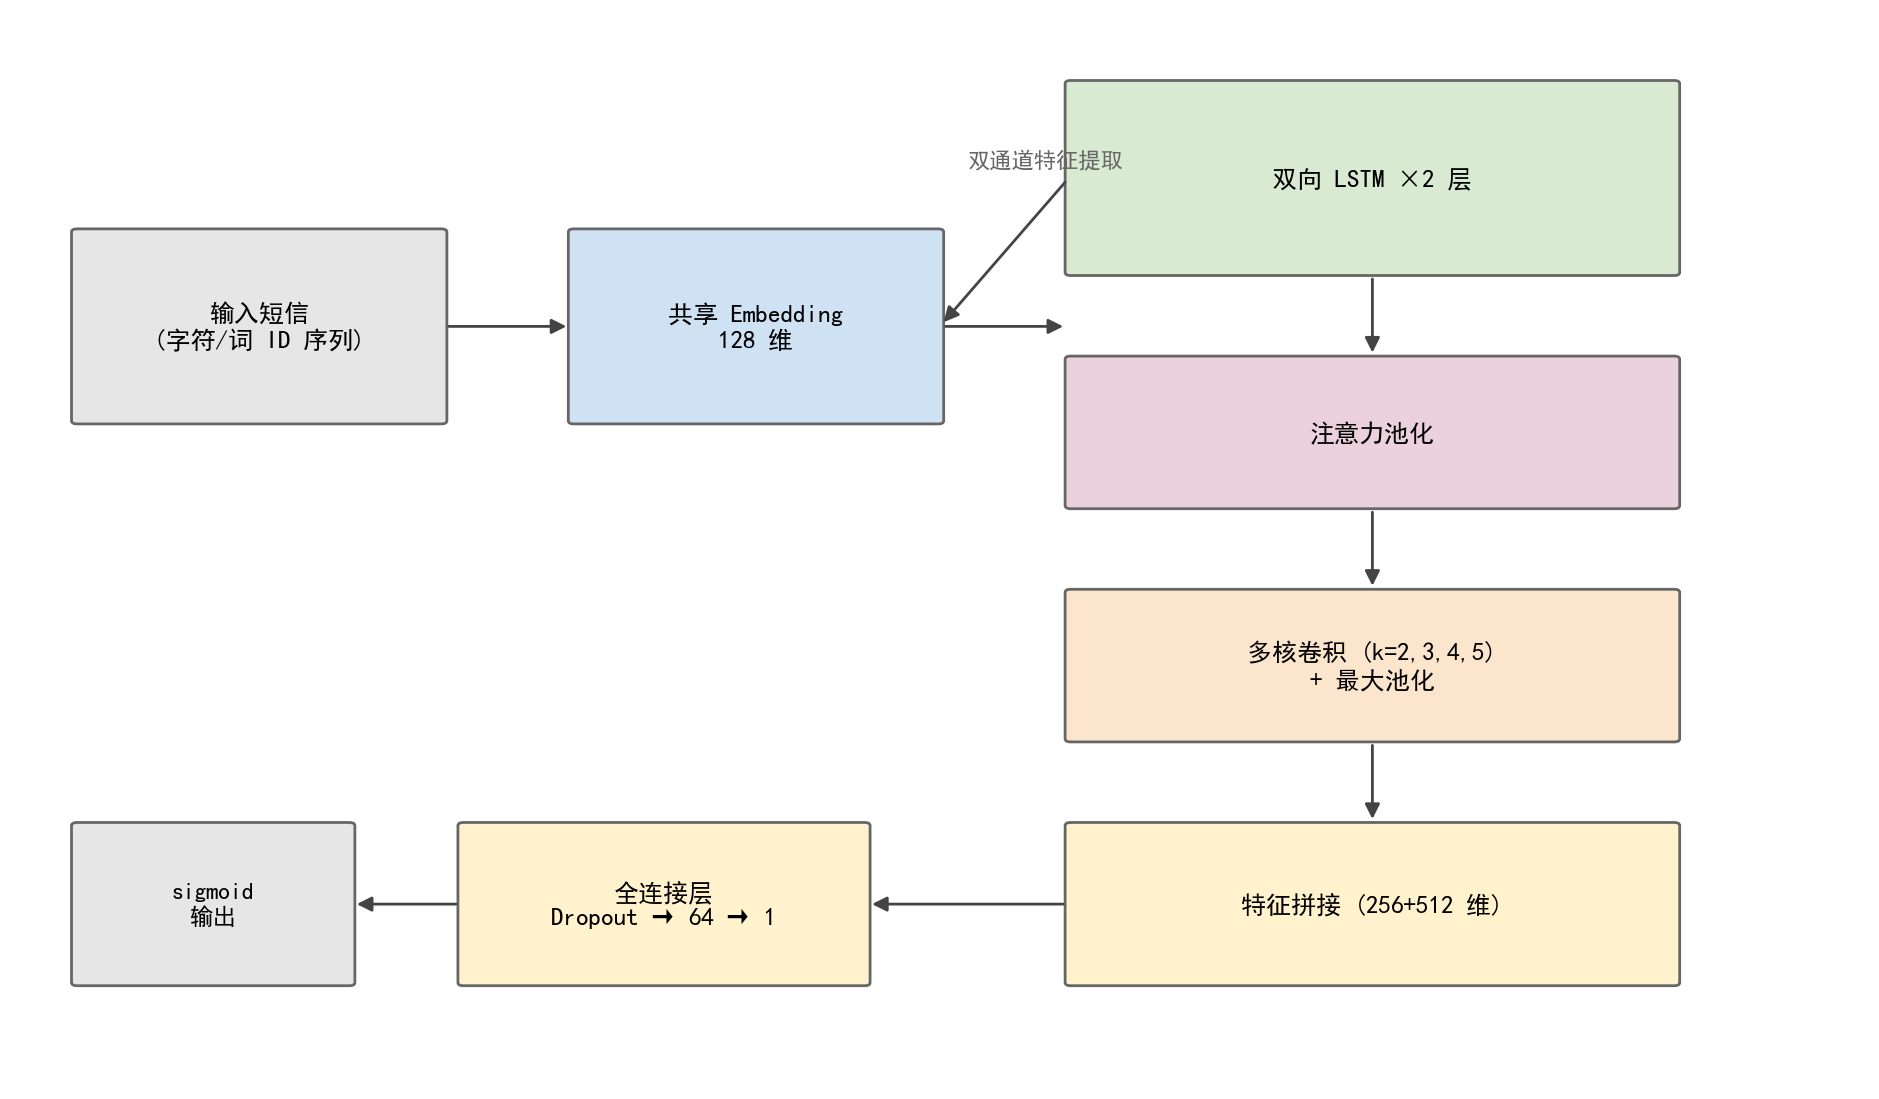 双通道特征提取
双向 LSTM ×2 层
输入短信
(字符/词 ID 序列)
共享 Embedding
128 维
注意力池化
多核卷积 (k=2,3,4,5)
+ 最大池化
sigmoid
输出
全连接层
Dropout → 64 → 1
特征拼接 (256+512 维)